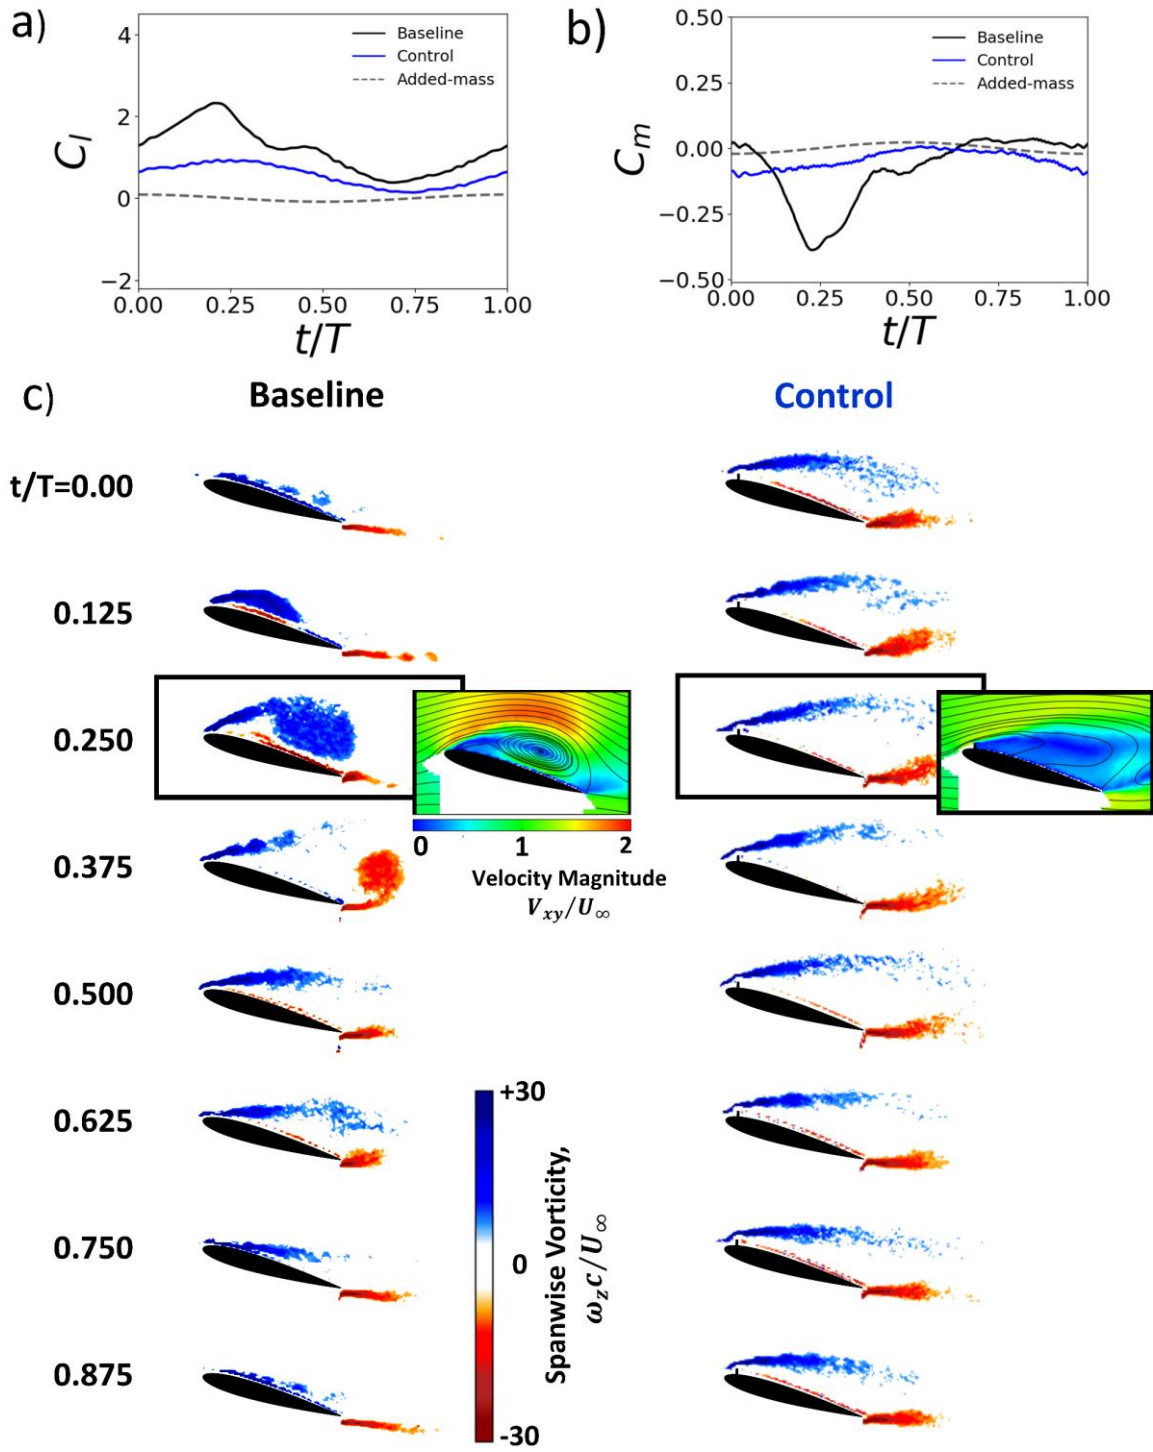 a)
4
2
0
−2
C_l
Baseline
Control
Added-mass
0.00 0.25 0.50 0.75 1.00
t/T
b)
0.50
0.25
0.00
−0.25
−0.50
C_m
Baseline
Control
Added-mass
0.00 0.25 0.50 0.75 1.00
t/T
c) Baseline Control
t/T=0.00
0.125
0.250
0 1 2
Velocity Magnitude
V_xy/U_∞
0.375
0.500
0.625
0.750
0.875
+30
0
-30
Spanwise Vorticity,
ω_z c/U_∞